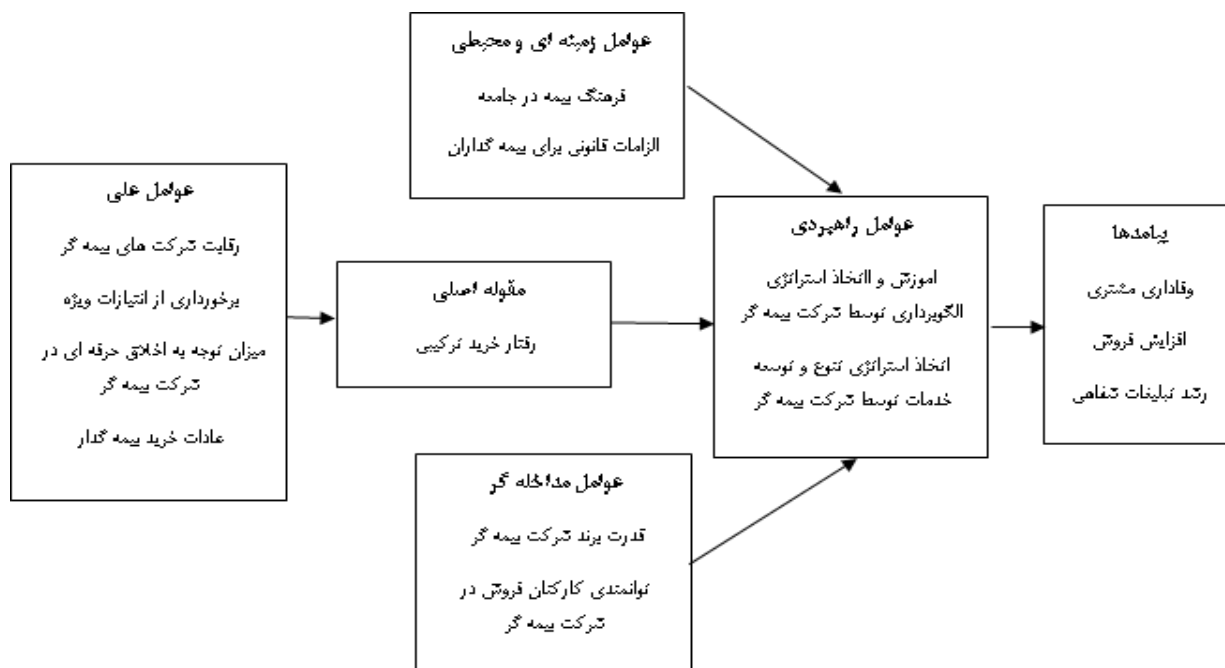 عوامل زمینه ای و محیطی
فرهنگ بیمه در جامعه
الزامات قانونی برای بیمه گذاران
عوامل علی
رقابت شرکت های بیمه گر
برخورداری از امتیازات ویژه
میزان توجه به اخلاق حرفه ای در
شرکت بیمه گر
عادات خرید بیمه گذار
مقوله اصلی
رفتار خرید ترکیبی
عوامل راهبردی
آموزش و ااتخاذ استراتژی
الگوبرداری توسط شرکت بیمه گر
اتخاذ استراتژی تنوع و توسعه
خدمات توسط شرکت بیمه گر
پیامدها
وفاداری مشتری
افزایش فروش
رشد تبلیغات شفاهی
عوامل مداخله گر
قدرت برند شرکت بیمه گر
توانمندی کارکنان فروش در
شرکت بیمه گر